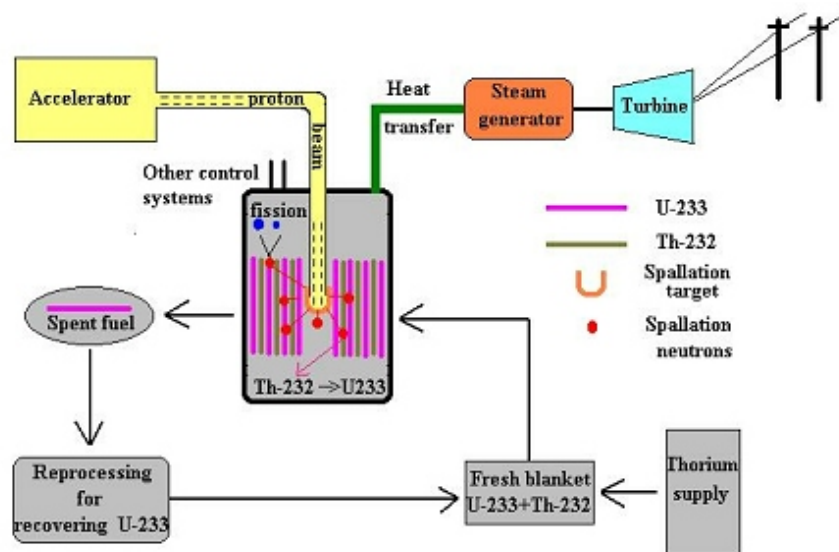 Accelerator
proton
beam
Heat
transfer
Steam
generator
Turbine
Other control
systems
fission
U-233
Th-232
Spallation
target
Spallation
neutrons
Spent fuel
Th-232 ->U233
Reprocessing
for
recovering U-233
Fresh blanket
U-233+Th-232
Thorium
supply